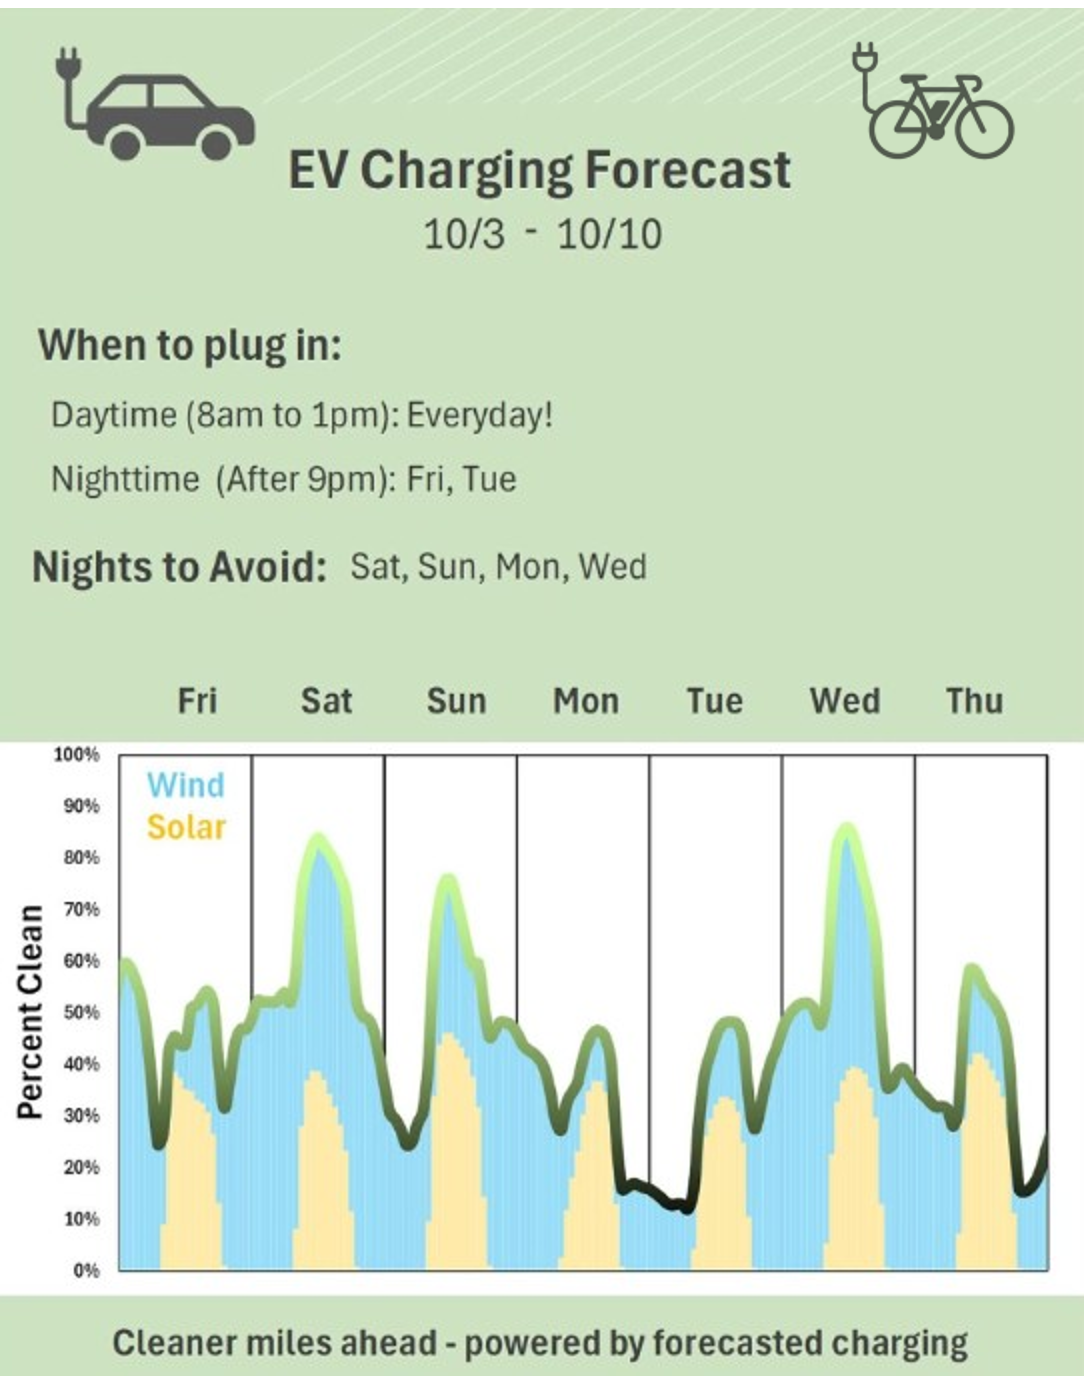 EV Charging Forecast
10/3 - 10/10
When to plug in:
Daytime (8am to 1pm): Everyday!
Nighttime (After 9pm): Fri, Tue
Nights to Avoid: Sat, Sun, Mon, Wed
Fri Sat Sun Mon Tue Wed Thu
Percent Clean
100%
90%
80%
70%
60%
50%
40%
30%
20%
10%
0%
Wind
Solar
Cleaner miles ahead - powered by forecasted charging